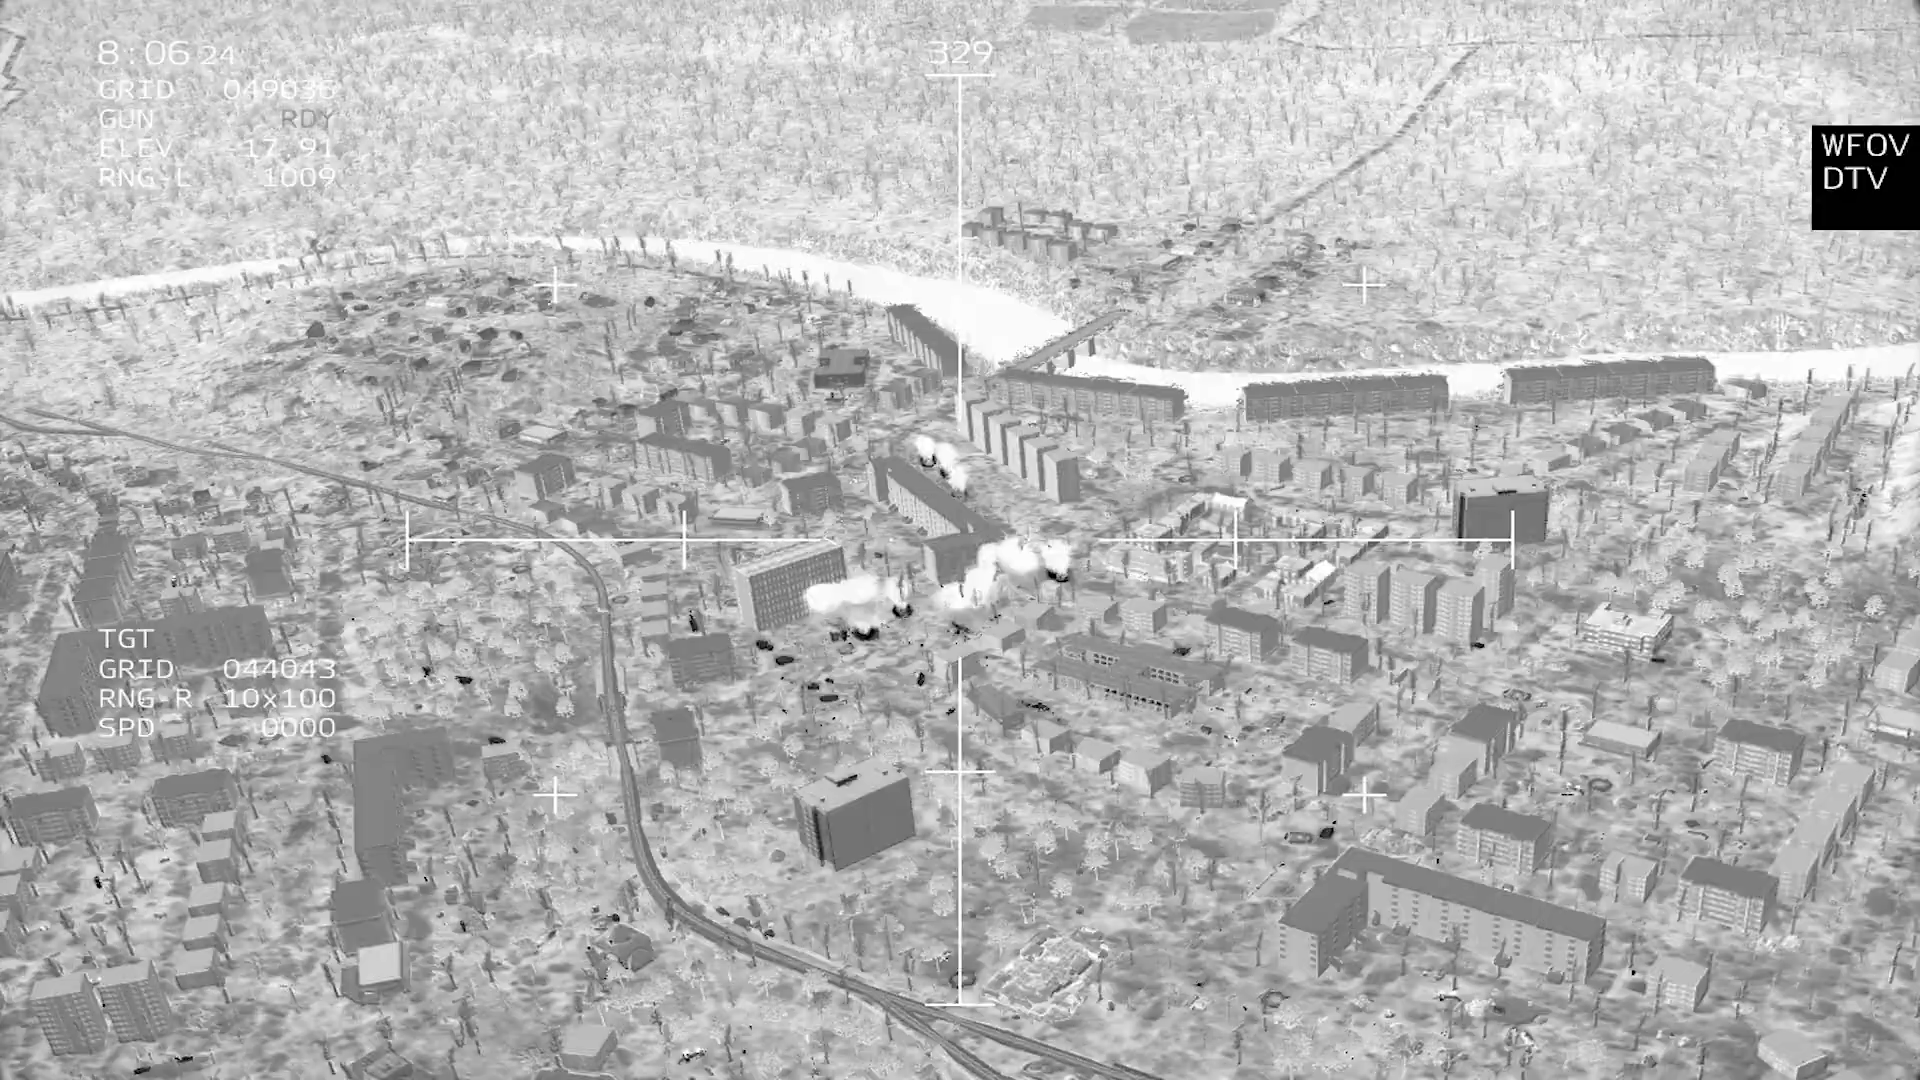 8:06 24
329
GRID 049036
GUN RDY
ELEV -17.91
RNG-L 1009
WFOV
DTV
TGT
GRID 044043
RNG-R 10x100
SPD 0000